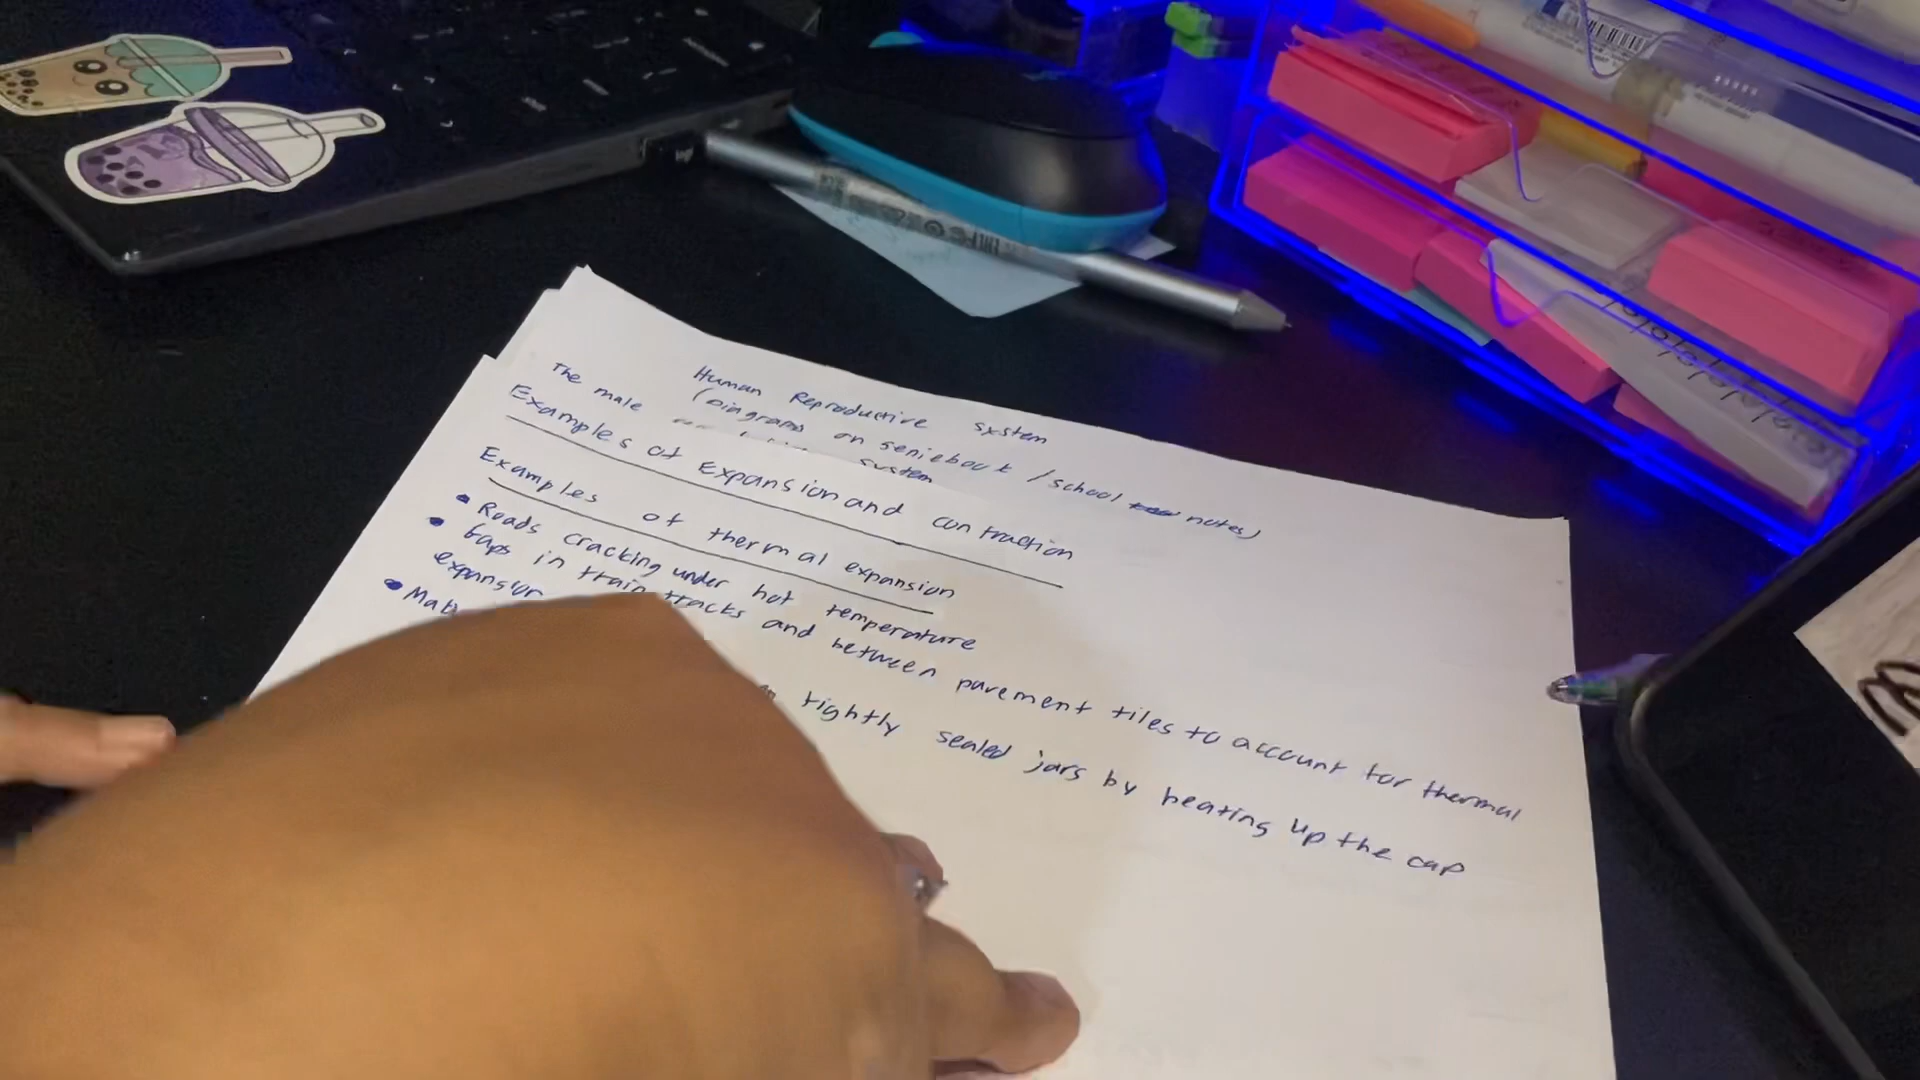 Human Reproductive system
(Diagrams on seniebook / school notes)
The male
system
Examples of Expansion and contraction
Examples of thermal expansion
Roads cracking under hot temperature
Gaps in train tracks and between pavement tiles to account for thermal
expansion
tightly sealed jars by heating up the cap